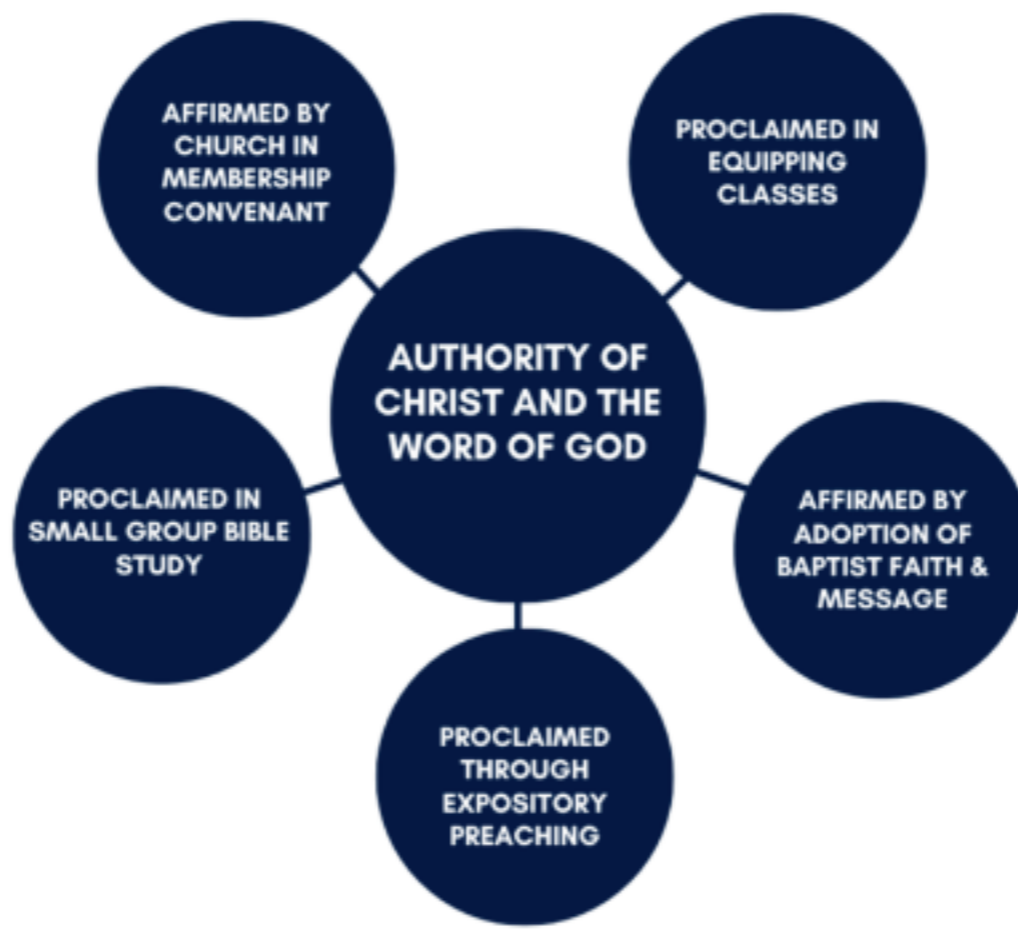 AFFIRMED BY
CHURCH IN
MEMBERSHIP
CONVENANT
PROCLAIMED IN
EQUIPPING
CLASSES
AUTHORITY OF
CHRIST AND THE
WORD OF GOD
PROCLAIMED IN
SMALL GROUP BIBLE
STUDY
AFFIRMED BY
ADOPTION OF
BAPTIST FAITH &
MESSAGE
PROCLAIMED
THROUGH
EXPOSITORY
PREACHING